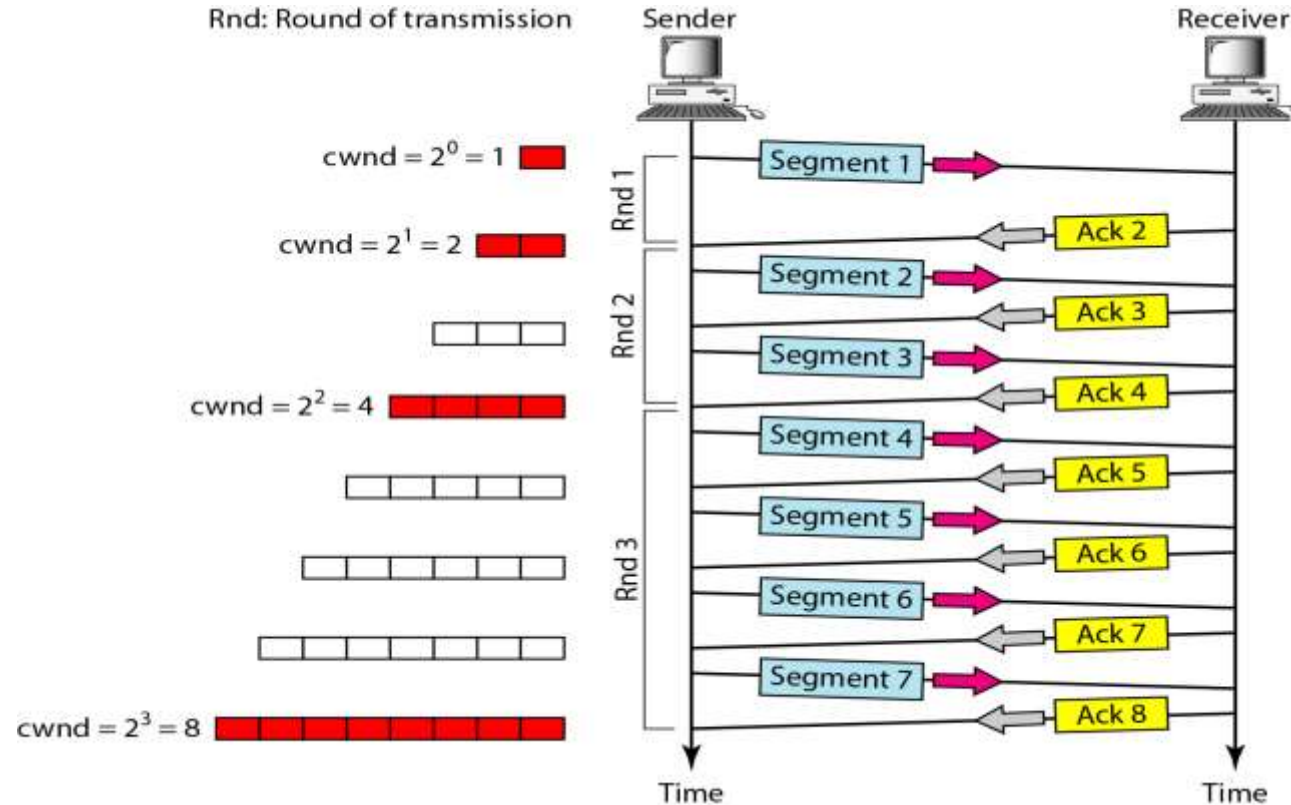 Rnd: Round of transmission
Sender
Receiver
cwnd = 2⁰ = 1
Rnd 1
Segment 1
Ack 2
cwnd = 2¹ = 2
Rnd 2
Segment 2
Ack 3
Segment 3
Ack 4
cwnd = 2² = 4
Rnd 3
Segment 4
Ack 5
Segment 5
Ack 6
Segment 6
Ack 7
Segment 7
Ack 8
cwnd = 2³ = 8
Time
Time